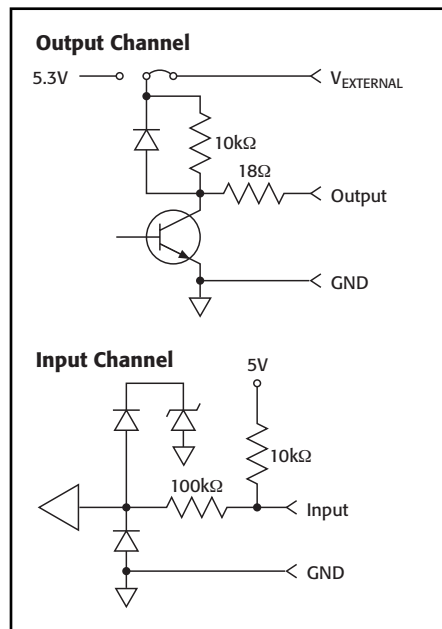 Output Channel
5.3V
VEXTERNAL
10kΩ
18Ω
Output
GND
Input Channel
5V
10kΩ
100kΩ
Input
GND